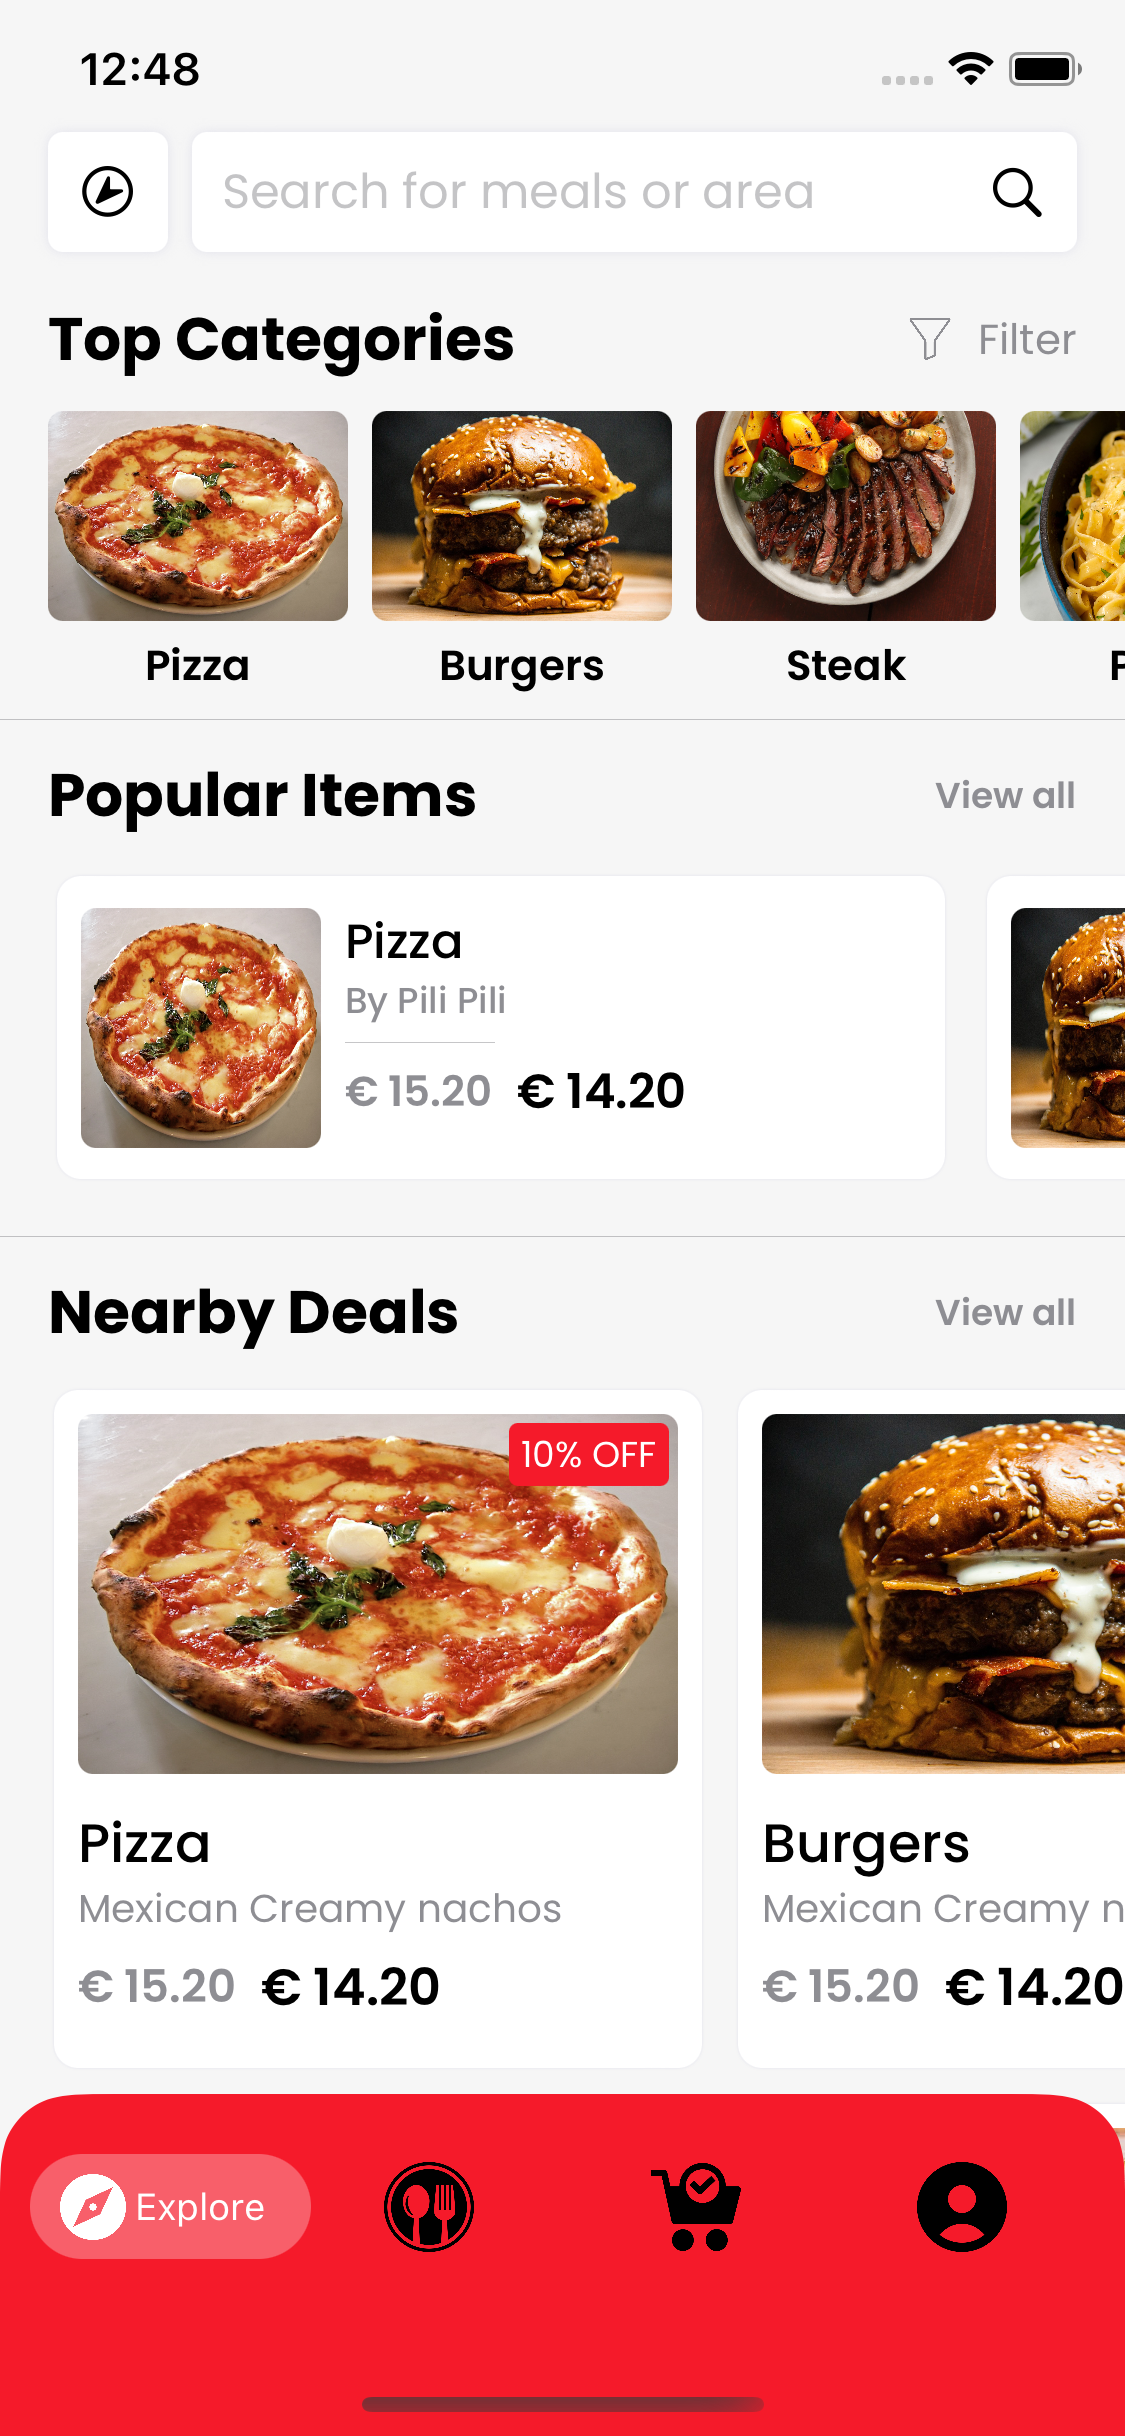 12:48
Search for meals or area
Top Categories
Filter
Pizza
Burgers
Steak
P
Popular Items
View all
Pizza
By Pili Pili
€ 15.20 € 14.20
Nearby Deals
View all
10% OFF
Pizza
Mexican Creamy nachos
€ 15.20 € 14.20
Burgers
Mexican Creamy n
€ 15.20 € 14.20
Explore